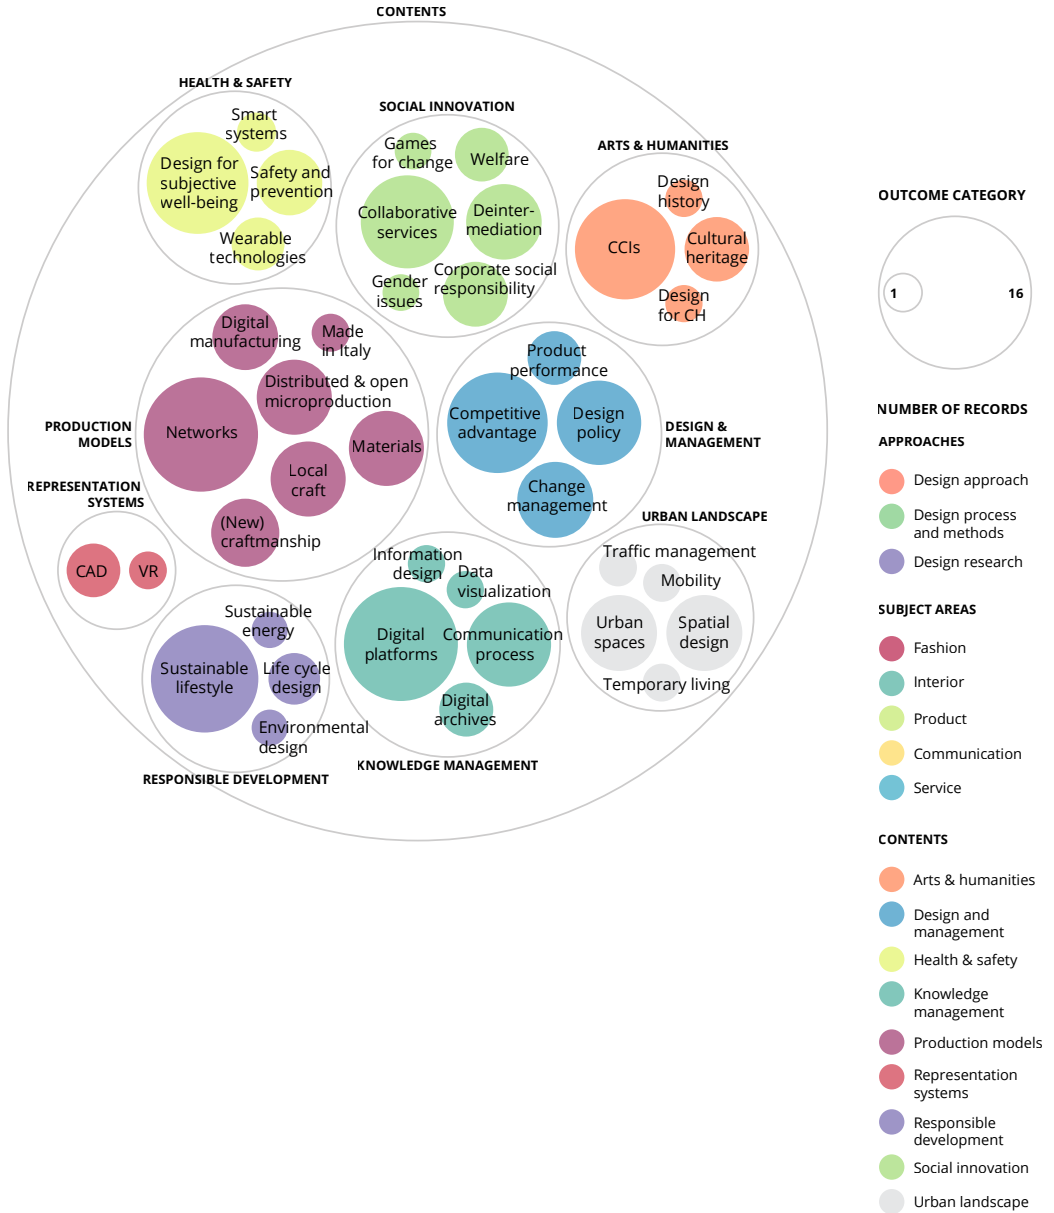 CONTENTS
HEALTH & SAFETY
Smart
systems
Design for
subjective
well-being
Safety and
prevention
Wearable
technologies
SOCIAL INNOVATION
Games
for change
Welfare
Collaborative
services
Deinter-
mediation
Gender
issues
Corporate social
responsibility
ARTS & HUMANITIES
Design
history
CCIs
Cultural
heritage
Design
for CH
PRODUCTION
MODELS
Digital
manufacturing
Made
in Italy
Distributed & open
microproduction
Networks
Materials
Local
craft
(New)
craftmanship
Product
performance
Competitive
advantage
Design
policy
Change
management
DESIGN &
MANAGEMENT
REPRESENTATION
SYSTEMS
CAD
VR
Sustainable
energy
Sustainable
lifestyle
Life cycle
design
Environmental
design
RESPONSIBLE DEVELOPMENT
Information
design
Data
visualization
Digital
platforms
Communication
process
Digital
archives
KNOWLEDGE MANAGEMENT
URBAN LANDSCAPE
Traffic management
Mobility
Urban
spaces
Spatial
design
Temporary living
OUTCOME CATEGORY
1
16
NUMBER OF RECORDS
APPROACHES
Design approach
Design process
and methods
Design research
SUBJECT AREAS
Fashion
Interior
Product
Communication
Service
CONTENTS
Arts & humanities
Design and
management
Health & safety
Knowledge
management
Production models
Representation
systems
Responsible
development
Social innovation
Urban landscape